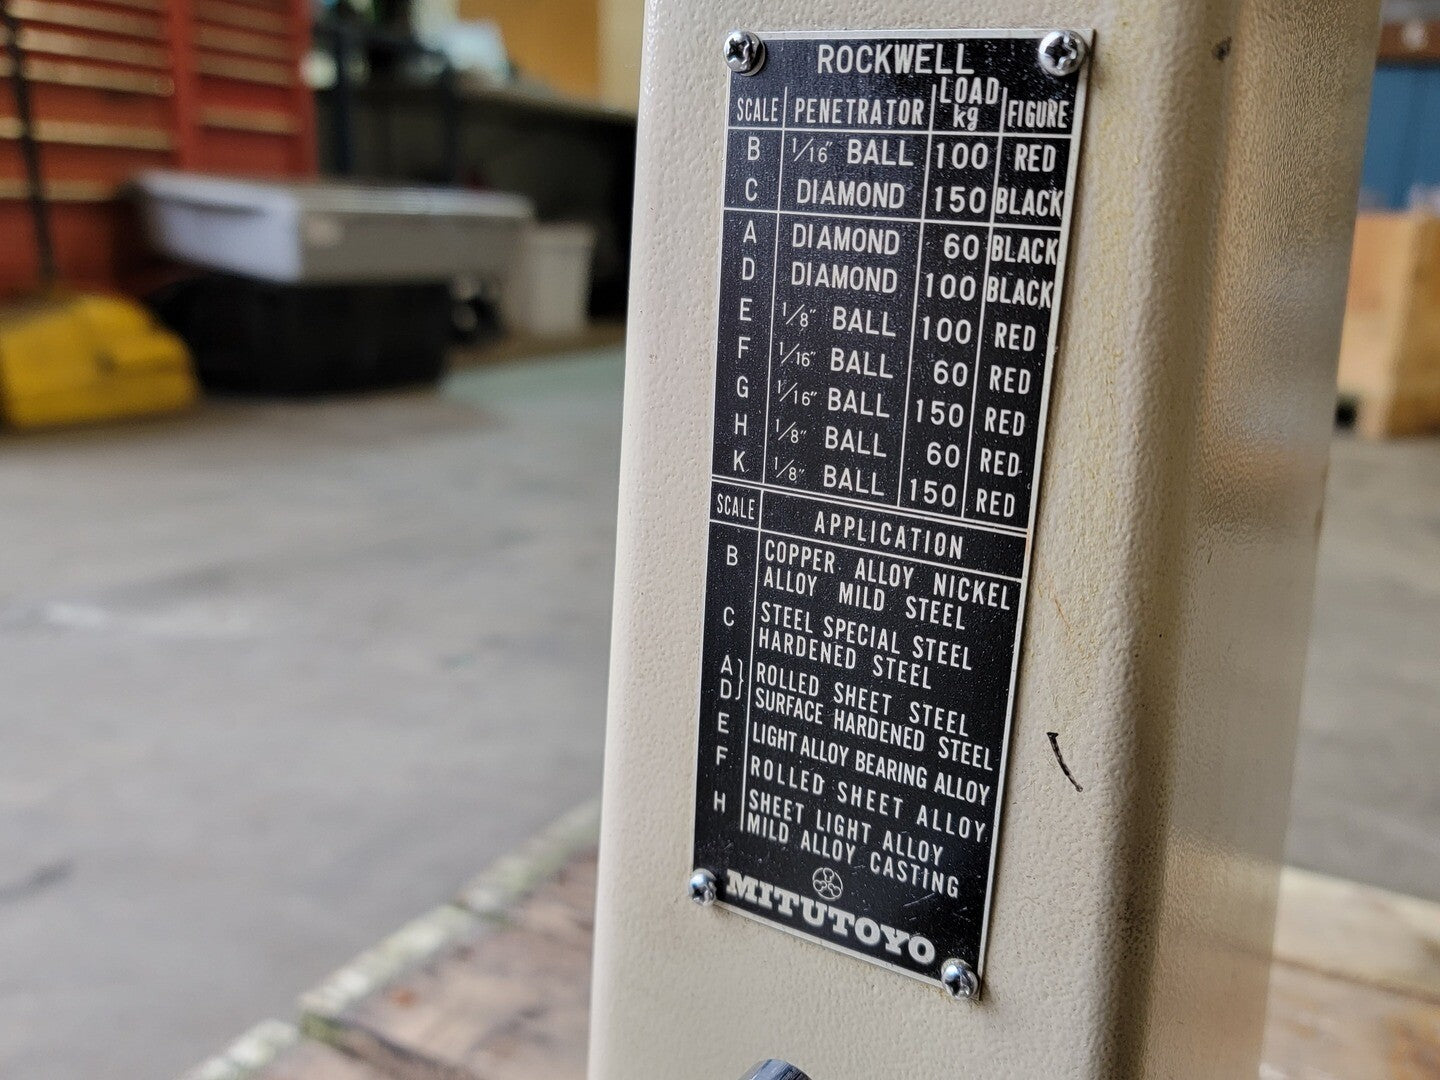 ROCKWELL
SCALE PENETRATOR LOAD kg FIGURE
B 1/16" BALL 100 RED
C DIAMOND 150 BLACK
A DIAMOND 60 BLACK
D DIAMOND 100 BLACK
E 1/8" BALL 100 RED
F 1/16" BALL 60 RED
G 1/16" BALL 150 RED
H 1/8" BALL 60 RED
K 1/8" BALL 150 RED
SCALE APPLICATION
B COPPER ALLOY NICKEL
ALLOY MILD STEEL
C STEEL SPECIAL STEEL
HARDENED STEEL
A ROLLED SHEET STEEL
D SURFACE HARDENED STEEL
E LIGHT ALLOY BEARING ALLOY
F ROLLED SHEET ALLOY
H SHEET LIGHT ALLOY
MILD ALLOY CASTING
MITUTOYO